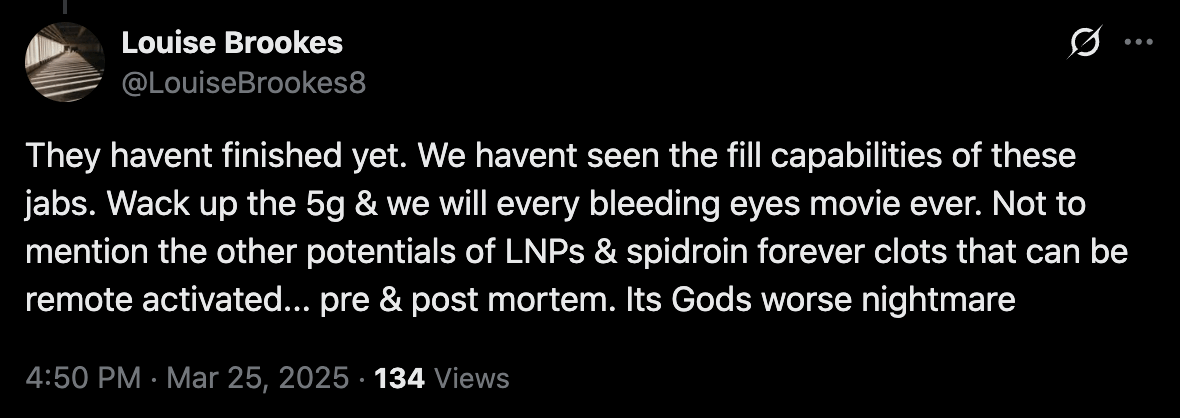 Louise Brookes
@LouiseBrookes8
They havent finished yet. We havent seen the fill capabilities of these
jabs. Wack up the 5g & we will every bleeding eyes movie ever. Not to
mention the other potentials of LNPs & spidroin forever clots that can be
remote activated... pre & post mortem. Its Gods worse nightmare
4:50 PM · Mar 25, 2025 · 134 Views